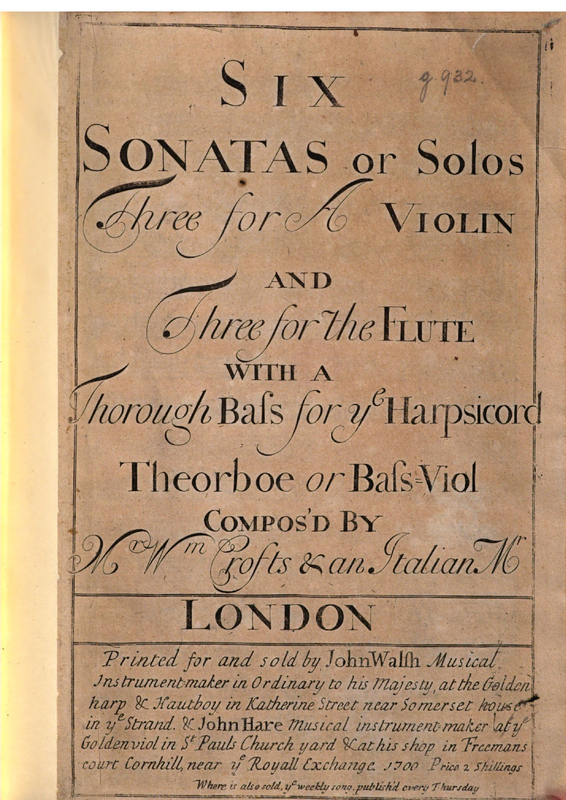 g.932.
SIX
SONATAS or Solos
Three for A VIOLIN
AND
Three for the FLUTE
WITH A
Thorough Baſs for yᵉ Harpsicord
Theorboe or Baſs=Viol
COMPOS'D BY
Mʳ Wᵐ Crofts & an Italian Mʳ
LONDON
Printed for and sold by John Walſh Musical
Instrument-maker in Ordinary to his Majesty, at the Golden
harp & Hautboy in Katherine Street near Somerset house
in yᵉ Strand. & John Hare Musical instrument-maker at yᵉ
Golden viol in Sᵗ Pauls Church yard & at his shop in Freemans
court Cornhill, near yᵉ Royall Exchange. 1700 Price 2 Shillings
Where is also sold, yᵉ weekly song, publish'd every Thursday